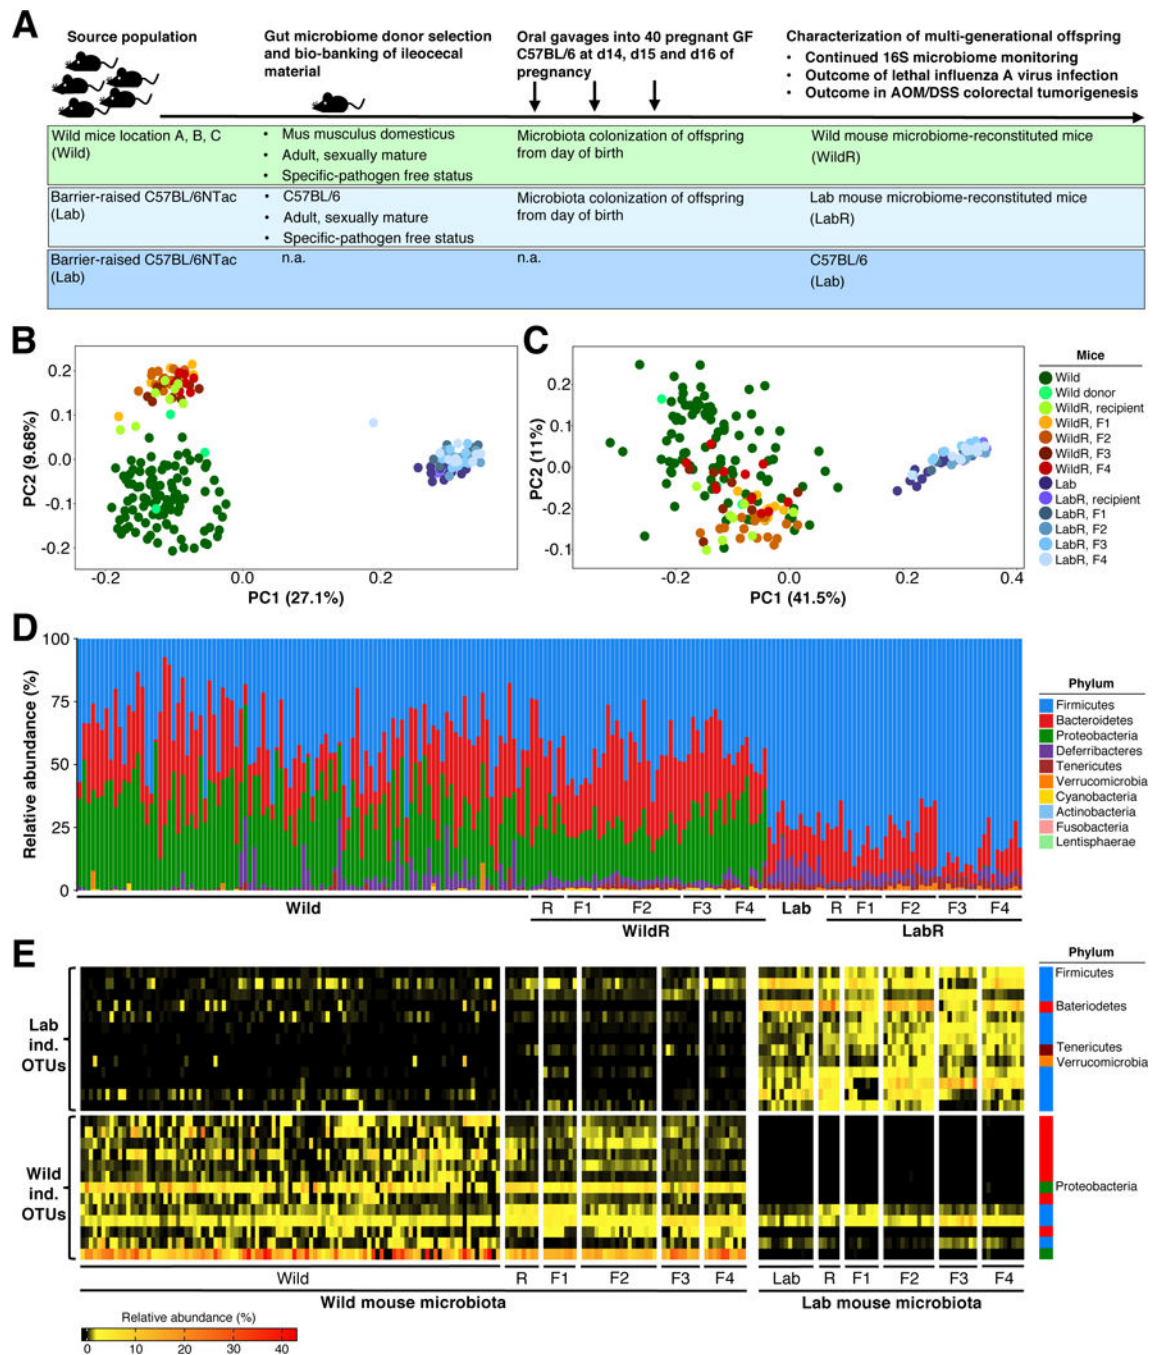 A
Source population
Gut microbiome donor selection
and bio-banking of ileocecal
material
Oral gavages into 40 pregnant GF
C57BL/6 at d14, d15 and d16 of
pregnancy
Characterization of multi-generational offspring
• Continued 16S microbiome monitoring
• Outcome of lethal influenza A virus infection
• Outcome in AOM/DSS colorectal tumorigenesis
Wild mice location A, B, C
(Wild)
• Mus musculus domesticus
• Adult, sexually mature
• Specific-pathogen free status
Microbiota colonization of offspring
from day of birth
Wild mouse microbiome-reconstituted mice
(WildR)
Barrier-raised C57BL/6NTac
(Lab)
• C57BL/6
• Adult, sexually mature
• Specific-pathogen free status
Microbiota colonization of offspring
from day of birth
Lab mouse microbiome-reconstituted mice
(LabR)
Barrier-raised C57BL/6NTac
(Lab)
n.a.
n.a.
C57BL/6
(Lab)
B
PC2 (9.68%)
0.2
0.1
0.0
-0.1
-0.2
-0.2
0.0
0.2
PC1 (27.1%)
C
PC2 (11%)
0.2
0.1
0.0
-0.2
-0.1
-0.2
0.0
0.2
0.4
PC1 (41.5%)
Mice
Wild
Wild donor
WildR, recipient
WildR, F1
WildR, F2
WildR, F3
WildR, F4
Lab
LabR, recipient
LabR, F1
LabR, F2
LabR, F3
LabR, F4
D
Relative abundance (%)
100
75
50
25
0
Wild
R F1 F2 F3 F4
WildR
Lab
R F1 F2 F3 F4
LabR
Phylum
Firmicutes
Bacteroidetes
Proteobacteria
Deferribacteres
Tenericutes
Verrucomicrobia
Cyanobacteria
Actinobacteria
Fusobacteria
Lentisphaerae
E
Lab
ind.
OTUs
Wild
ind.
OTUs
Phylum
Firmicutes
Bateriodetes
Tenericutes
Verrucomicrobia
Proteobacteria
Wild R F1 F2 F3 F4
Wild mouse microbiota
Lab R F1 F2 F3 F4
Lab mouse microbiota
Relative abundance (%)
0 10 20 30 40